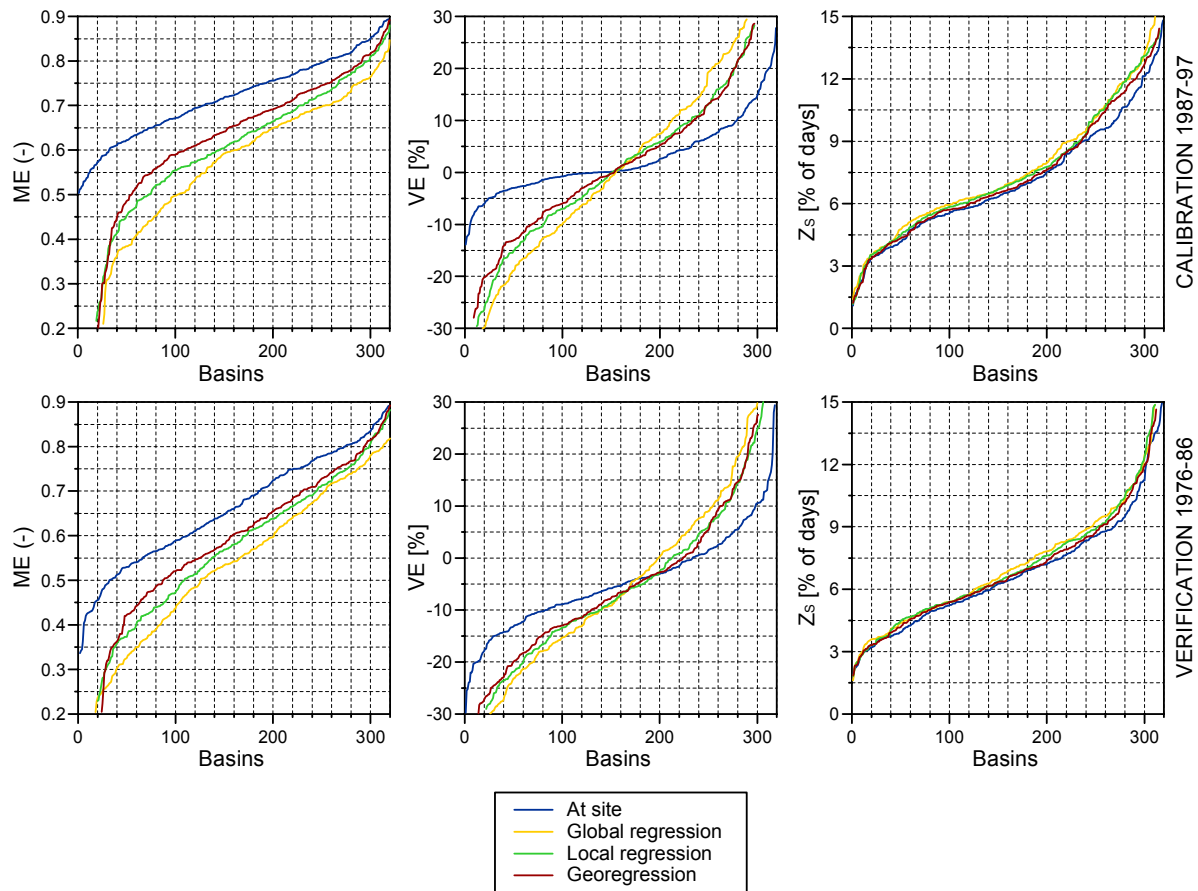 0.9
0.8
0.7
0.6
0.5
0.4
0.3
0.2
ME (-)
0 100 200 300
Basins
30
20
10
0
-10
-20
-30
VE [%]
0 100 200 300
Basins
15
12
9
6
3
0
Zs [% of days]
0 100 200 300
Basins
CALIBRATION 1987-97
0.9
0.8
0.7
0.6
0.5
0.4
0.3
0.2
ME (-)
0 100 200 300
Basins
30
20
10
0
-10
-20
-30
VE [%]
0 100 200 300
Basins
15
12
9
6
3
0
Zs [% of days]
0 100 200 300
Basins
VERIFICATION 1976-86
At site
Global regression
Local regression
Georegression